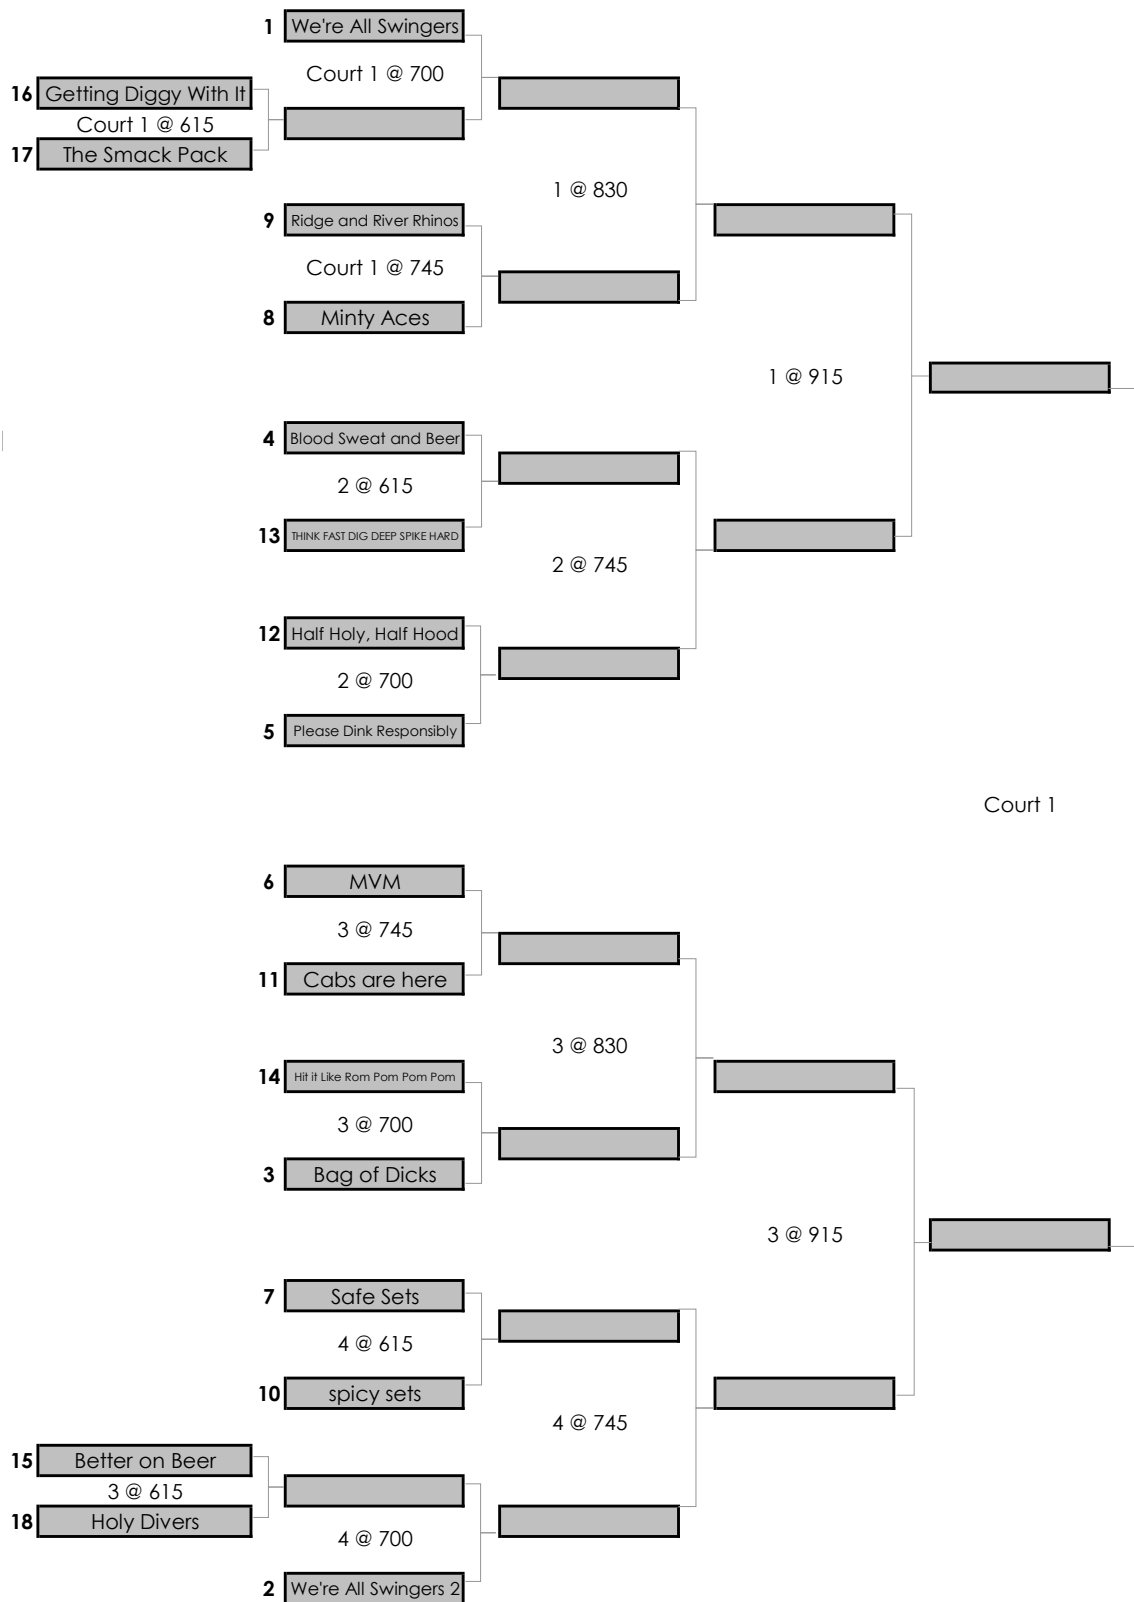 1 We're All Swingers
Court 1 @ 700
16 Getting Diggy With It
Court 1 @ 615
17 The Smack Pack
1 @ 830
9 Ridge and River Rhinos
Court 1 @ 745
8 Minty Aces
1 @ 915
4 Blood Sweat and Beer
2 @ 615
13 THINK FAST DIG DEEP SPIKE HARD
2 @ 745
12 Half Holy, Half Hood
2 @ 700
5 Please Dink Responsibly
Court 1
6 MVM
3 @ 745
11 Cabs are here
3 @ 830
14 Hit it Like Rom Pom Pom Pom
3 @ 700
3 Bag of Dicks
3 @ 915
7 Safe Sets
4 @ 615
10 spicy sets
4 @ 745
15 Better on Beer
3 @ 615
18 Holy Divers
4 @ 700
2 We're All Swingers 2